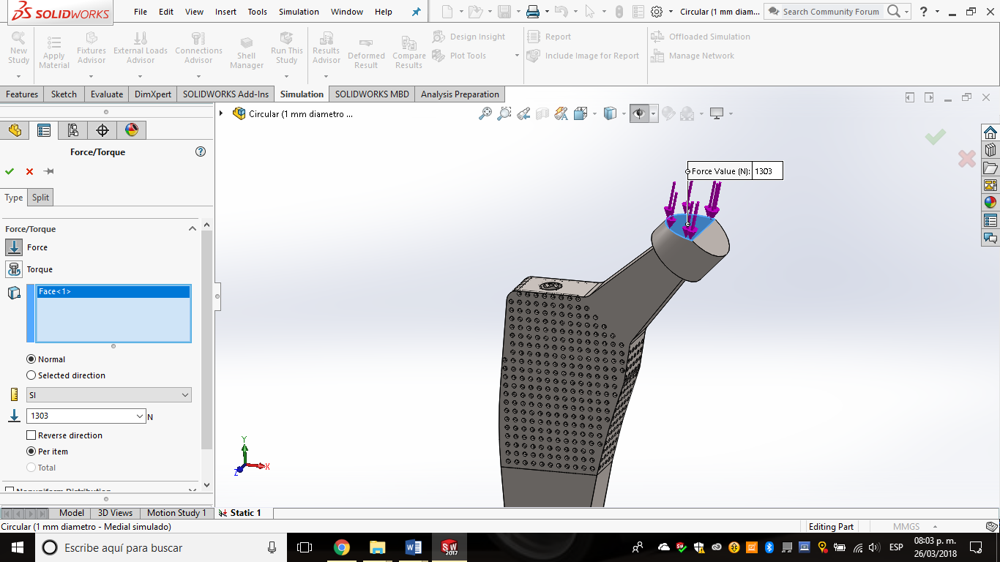 SOLIDWORKS
File Edit View Insert Tools Simulation Window Help
Circular (1 mm diam...
Search Community Forum
?
New Study
Apply Material
Fixtures Advisor
External Loads Advisor
Connections Advisor
Shell Manager
Run This Study
Results Advisor
Deformed Result
Compare Results
Design Insight
Plot Tools
Report
Include Image for Report
Offloaded Simulation
Manage Network
Features Sketch Evaluate DimXpert SOLIDWORKS Add-Ins Simulation SOLIDWORKS MBD Analysis Preparation
Circular (1 mm diametro ...
Force/Torque
?
Type Split
Force/Torque
Force
Torque
Face<1>
Normal
Selected direction
SI
1303 N
Reverse direction
Per item
Total
Nonuniform Distribution
Force Value (N): 1303
Y
X
Z
Model 3D Views Motion Study 1 Static 1
Circular (1 mm diametro - Medial simulado)
Editing Part MMGS
Escribe aquí para buscar
SW 2017
ESP
08:03 p. m.
26/03/2018